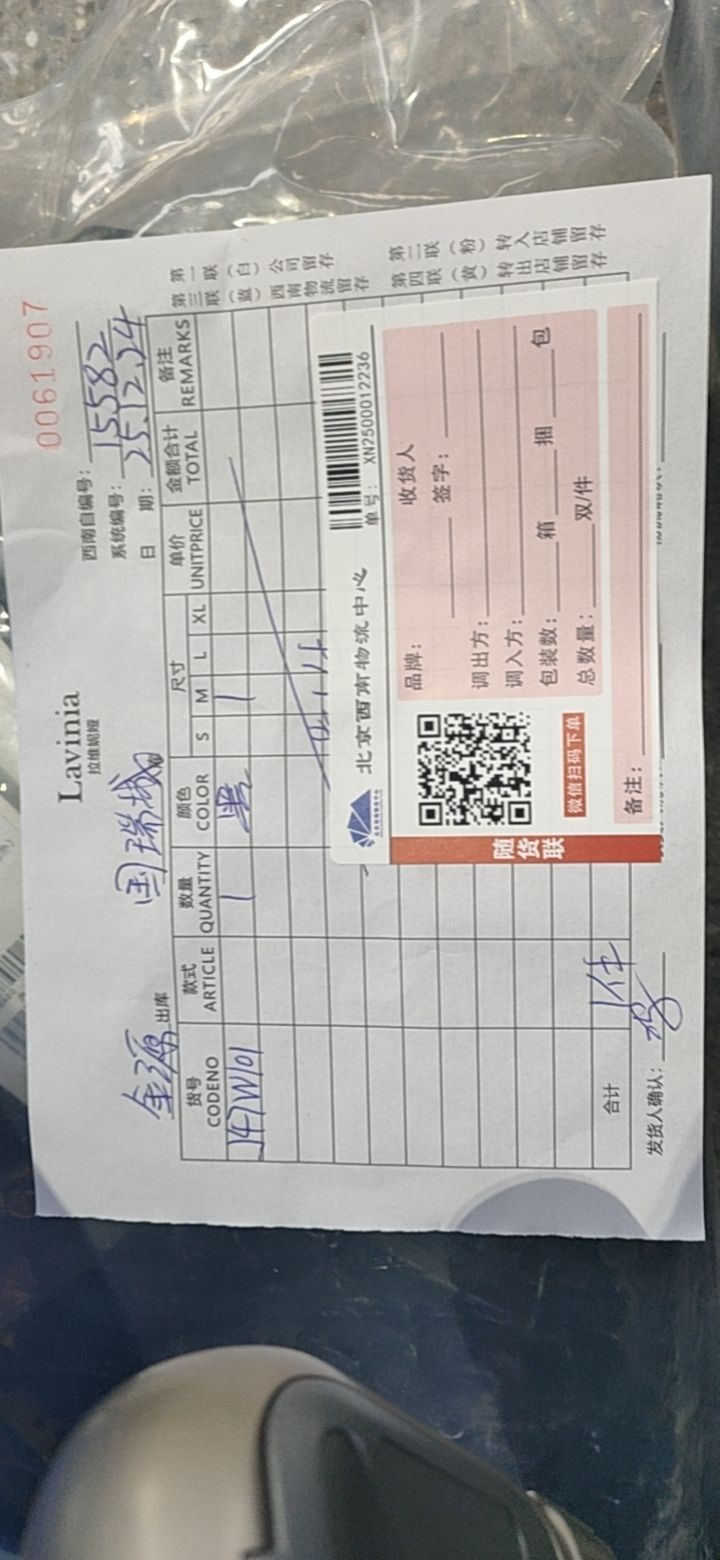 0061907
Lavinia
拉维妮娅
西南自编号：
系统编号：15582
日 期：25.12.24
金源 出库
国瑞城
货号 款式 数量 颜色 尺寸 单价 金额合计 备注
CODENO ARTICLE QUANTITY COLOR S M L XL UNITPRICE TOTAL REMARKS
J47W101 1 黑 1
合计 1件
发货人确认：
第一联（白）公司留存 第二联（粉）转入店铺留存
第三联（蓝）西南物流留存 第四联（黄）转出店铺留存
北京西南物流中心
单号：XN2500012236
品牌： 收货人
签字：
调出方：
调入方：
包装数： 箱 捆 包
总数量： 双/件
备注：
微信扫码下单
随货联